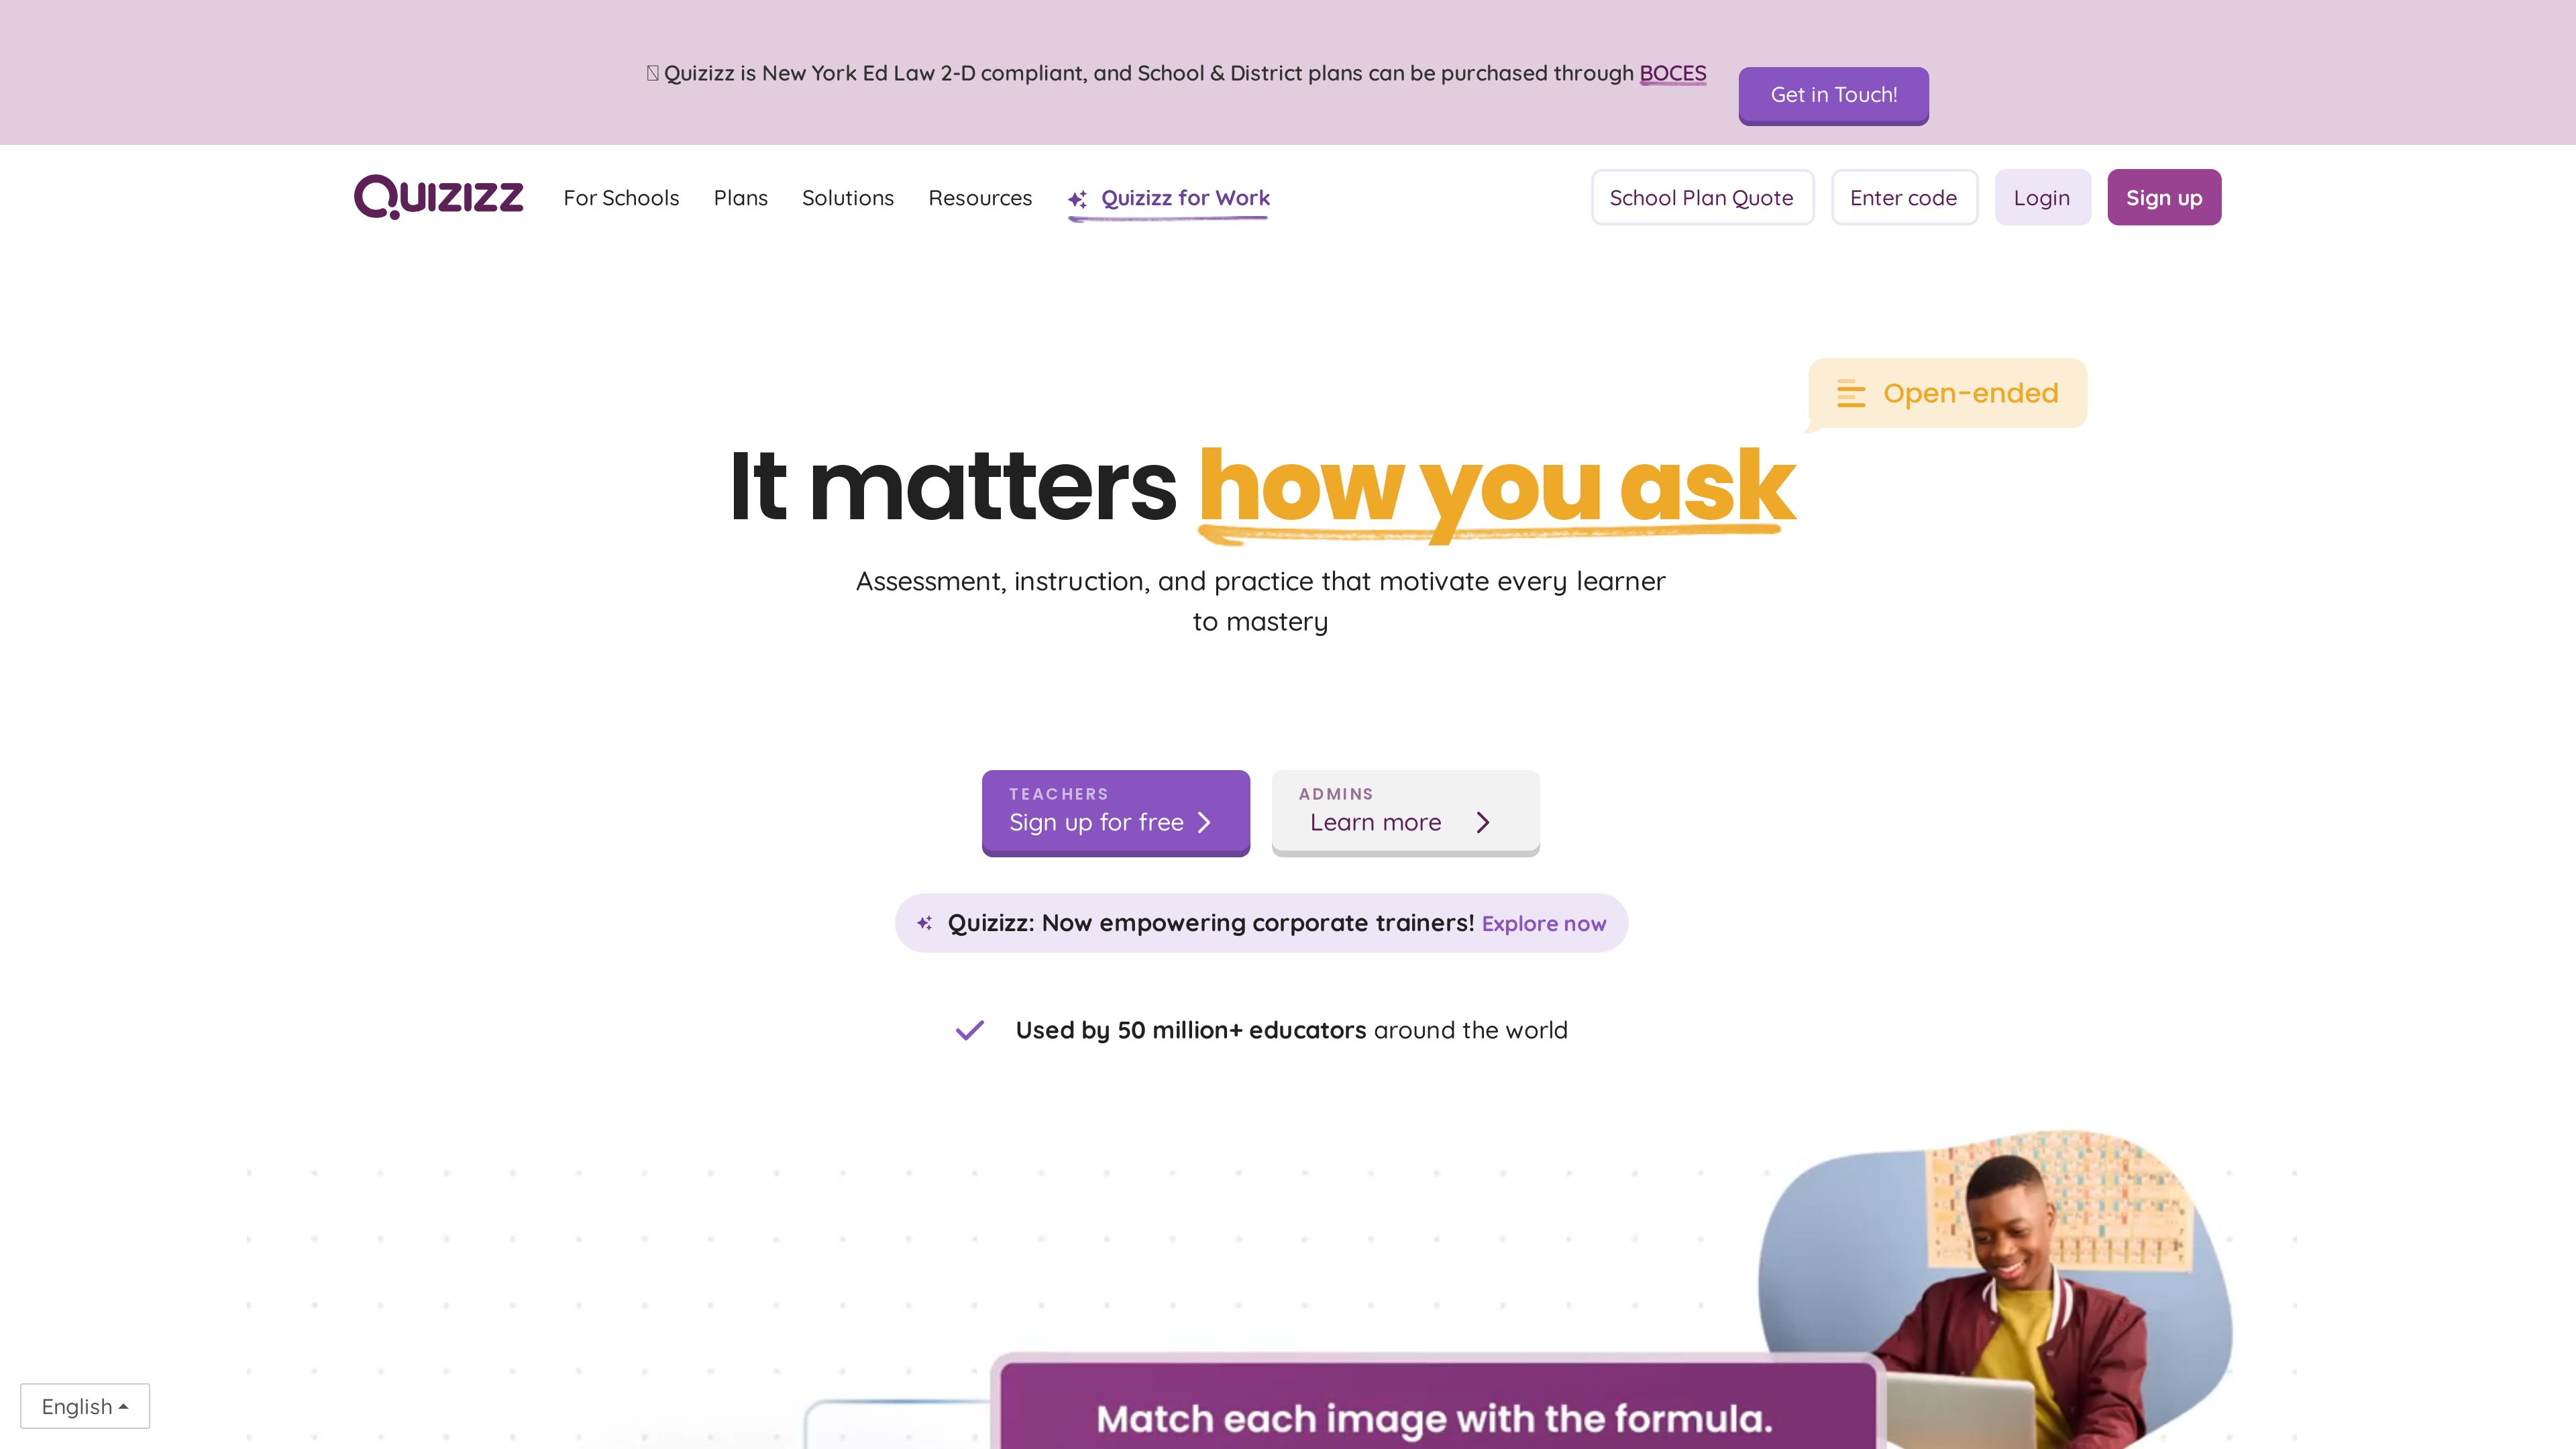 Quizizz is New York Ed Law 2-D compliant, and School & District plans can be purchased through BOCES
Get in Touch!
Quizizz
For Schools
Plans
Solutions
Resources
Quizizz for Work
School Plan Quote
Enter code
Login
Sign up
Open-ended
It matters how you ask
Assessment, instruction, and practice that motivate every learner
to mastery
TEACHERS
Sign up for free
ADMINS
Learn more
Quizizz: Now empowering corporate trainers! Explore now
Used by 50 million+ educators around the world
Match each image with the formula.
English